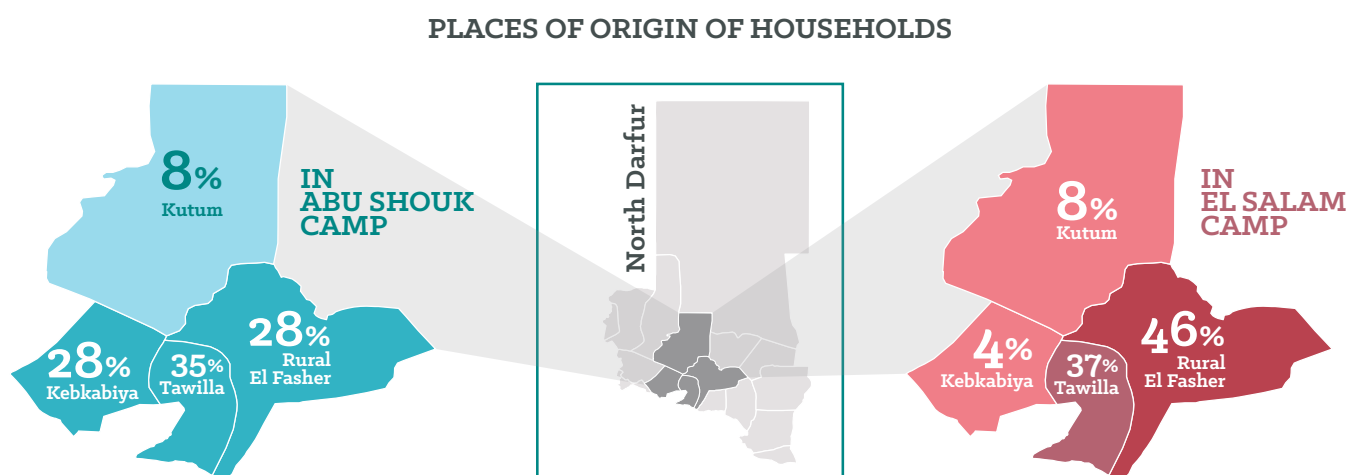 PLACES OF ORIGIN OF HOUSEHOLDS
8%
Kutum
IN
ABU SHOUK
CAMP
28%
Kebkabiya
35%
Tawilla
28%
Rural
El Fasher
North Darfur
8%
Kutum
IN
EL SALAM
CAMP
4%
Kebkabiya
37%
Tawilla
46%
Rural
El Fasher